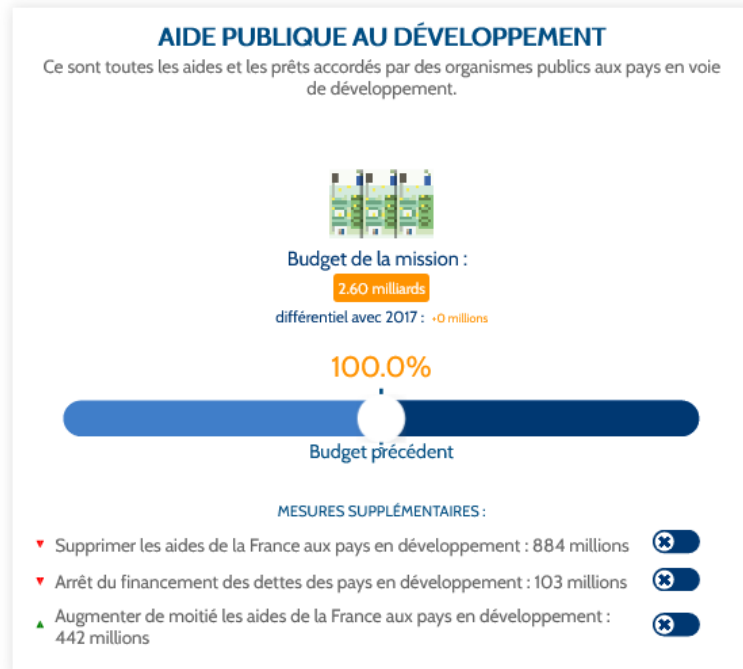 AIDE PUBLIQUE AU DÉVELOPPEMENT
Ce sont toutes les aides et les prêts accordés par des organismes publics aux pays en voie
de développement.
Budget de la mission :
2.60 milliards
différentiel avec 2017 : +0 millions
100.0%
Budget précédent
MESURES SUPPLÉMENTAIRES :
Supprimer les aides de la France aux pays en développement : 884 millions
Arrêt du financement des dettes des pays en développement : 103 millions
Augmenter de moitié les aides de la France aux pays en développement :
442 millions